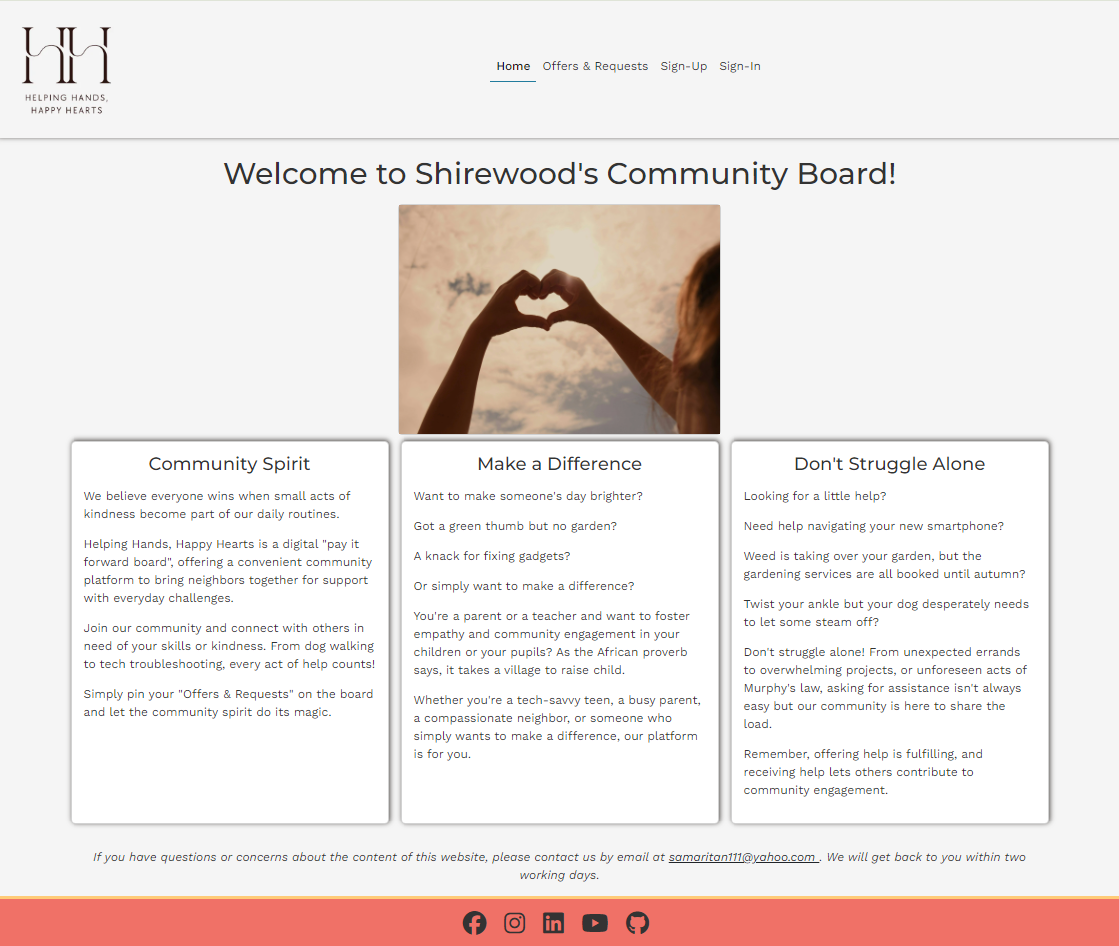 HH
HELPING HANDS,
HAPPY HEARTS
Home Offers & Requests Sign-Up Sign-In
Welcome to Shirewood's Community Board!
Community Spirit
We believe everyone wins when small acts of
kindness become part of our daily routines.
Helping Hands, Happy Hearts is a digital "pay it
forward board", offering a convenient community
platform to bring neighbors together for support
with everyday challenges.
Join our community and connect with others in
need of your skills or kindness. From dog walking
to tech troubleshooting, every act of help counts!
Simply pin your "Offers & Requests" on the board
and let the community spirit do its magic.
Make a Difference
Want to make someone's day brighter?
Got a green thumb but no garden?
A knack for fixing gadgets?
Or simply want to make a difference?
You're a parent or a teacher and want to foster
empathy and community engagement in your
children or your pupils? As the African proverb
says, it takes a village to raise child.
Whether you're a tech-savvy teen, a busy parent,
a compassionate neighbor, or someone who
simply wants to make a difference, our platform
is for you.
Don't Struggle Alone
Looking for a little help?
Need help navigating your new smartphone?
Weed is taking over your garden, but the
gardening services are all booked until autumn?
Twist your ankle but your dog desperately needs
to let some steam off?
Don't struggle alone! From unexpected errands
to overwhelming projects, or unforeseen acts of
Murphy's law, asking for assistance isn't always
easy but our community is here to share the
load.
Remember, offering help is fulfilling, and
receiving help lets others contribute to
community engagement.
If you have questions or concerns about the content of this website, please contact us by email at samaritan111@yahoo.com . We will get back to you within two
working days.